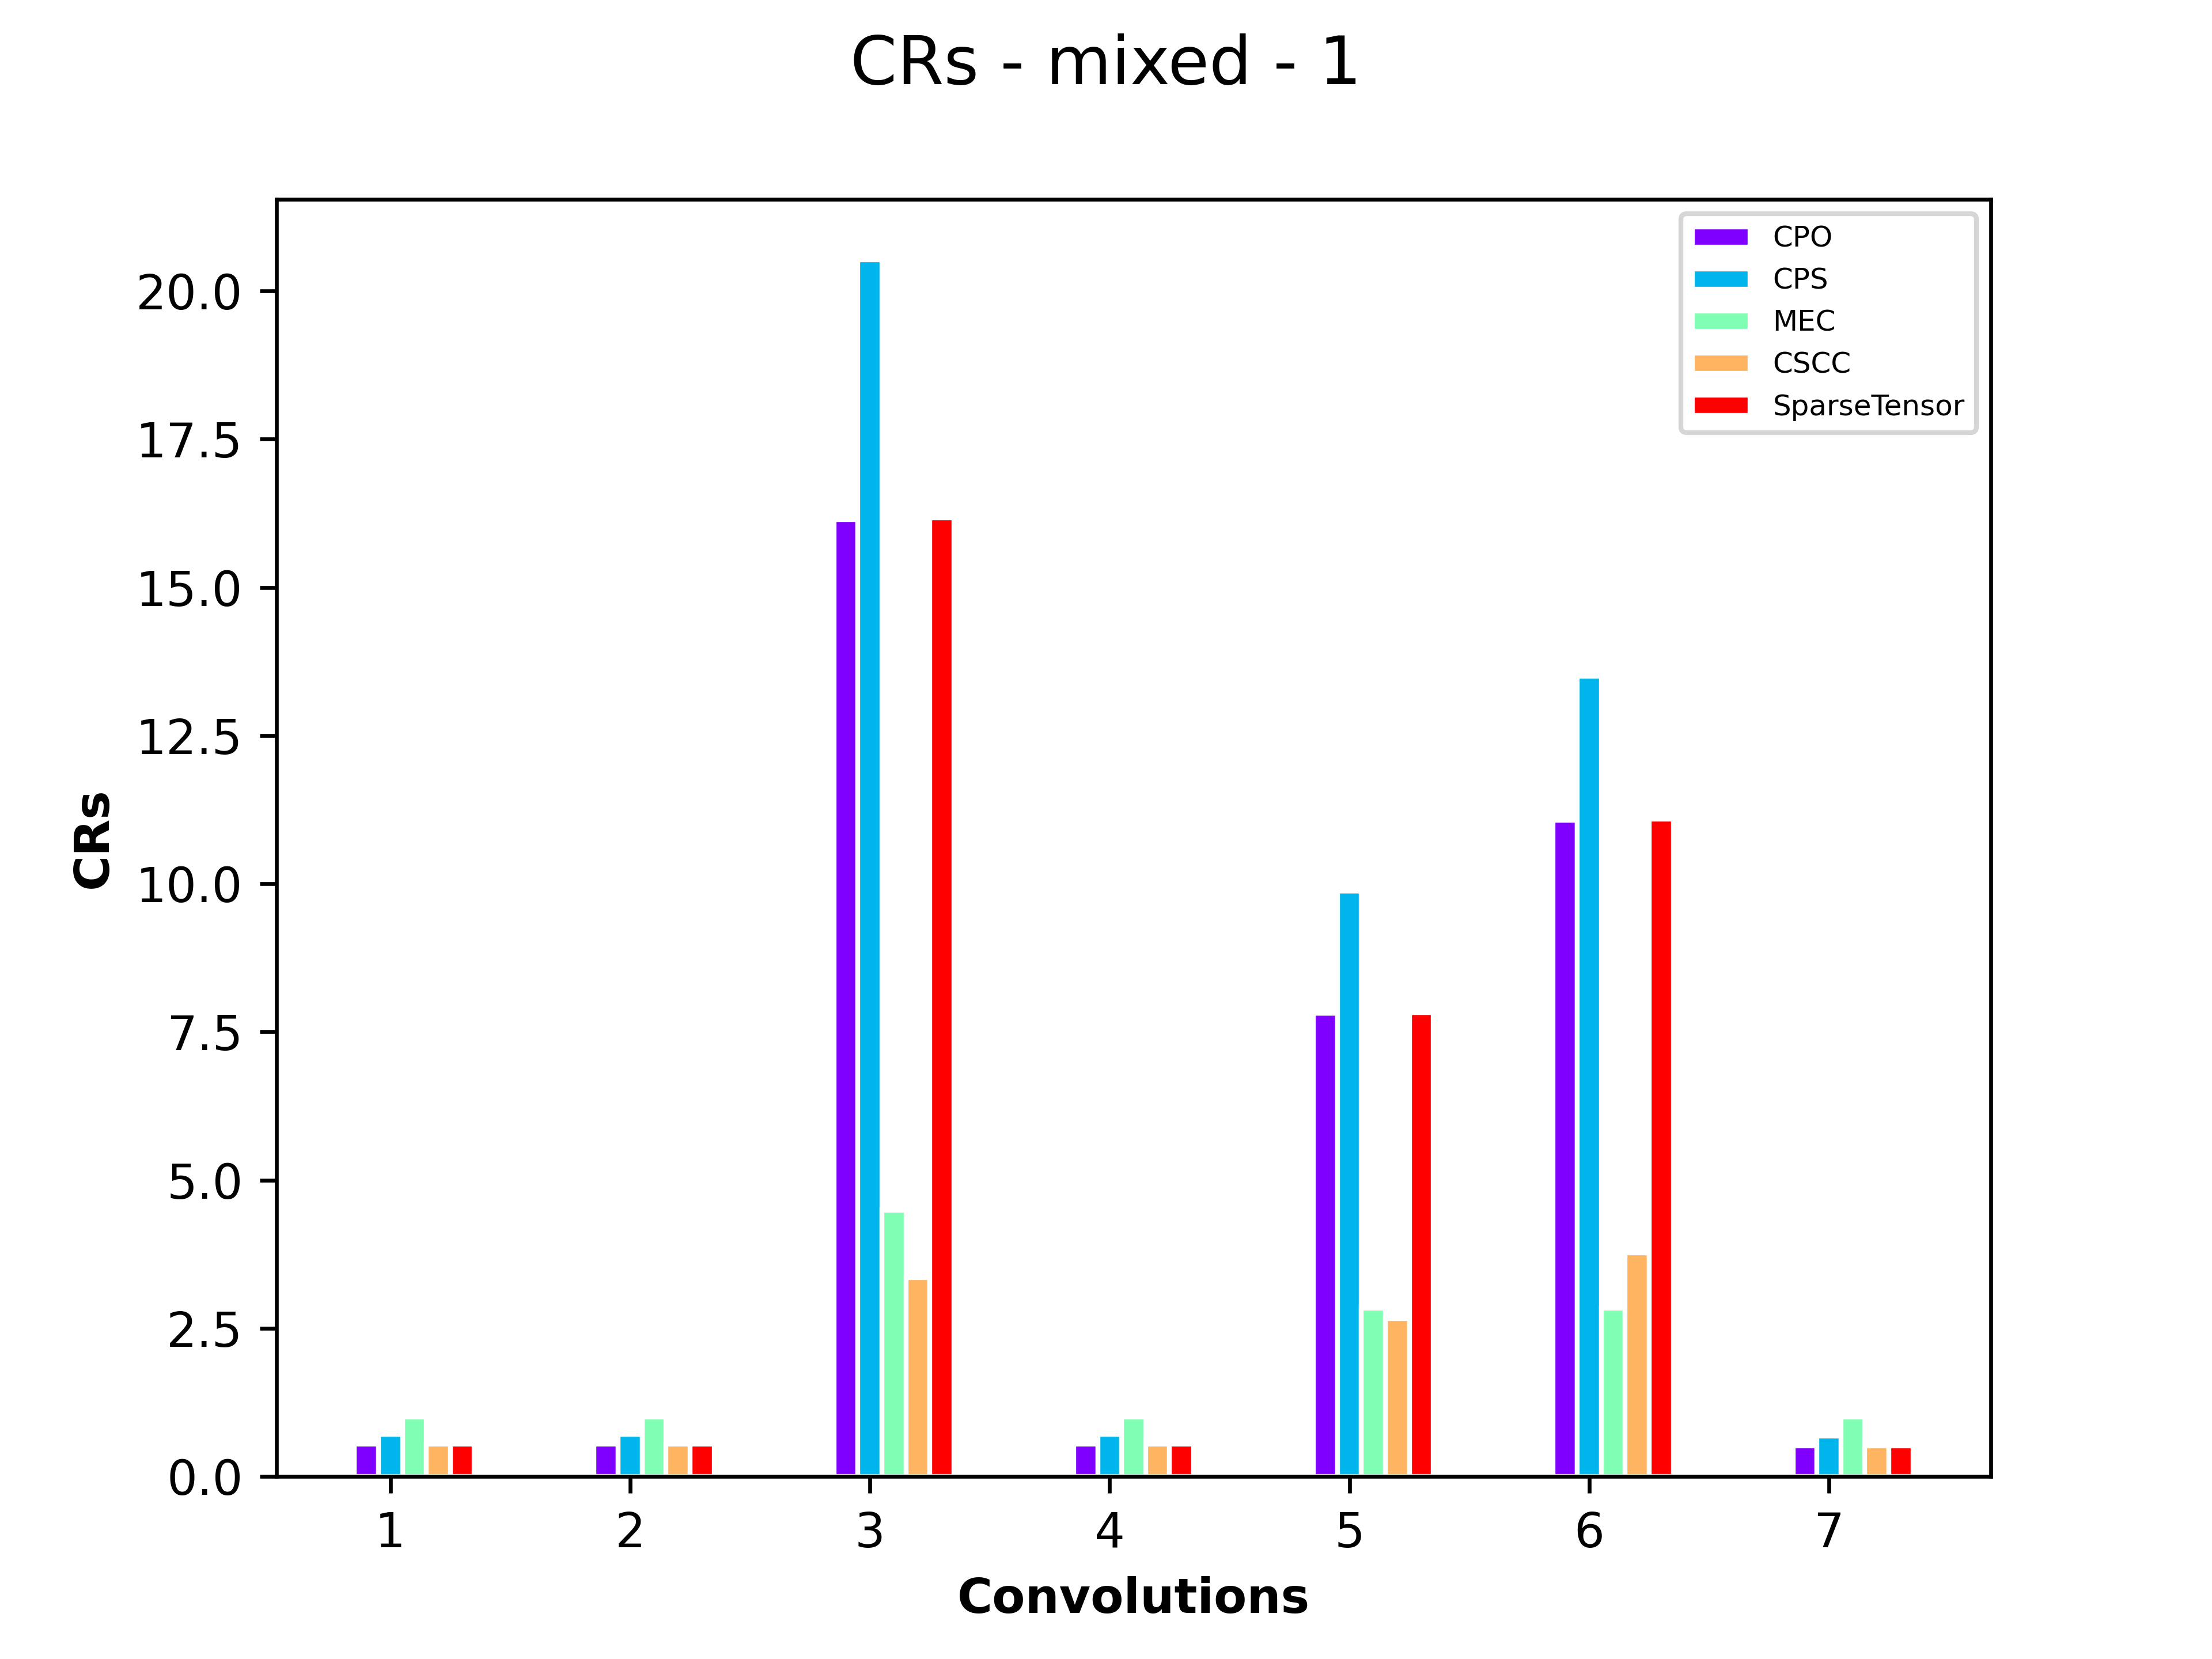 CRs - mixed - 1
CPO
CPS
MEC
CSCC
SparseTensor
20.0
17.5
15.0
12.5
10.0
7.5
5.0
2.5
0.0
CRs
1 2 3 4 5 6 7
Convolutions